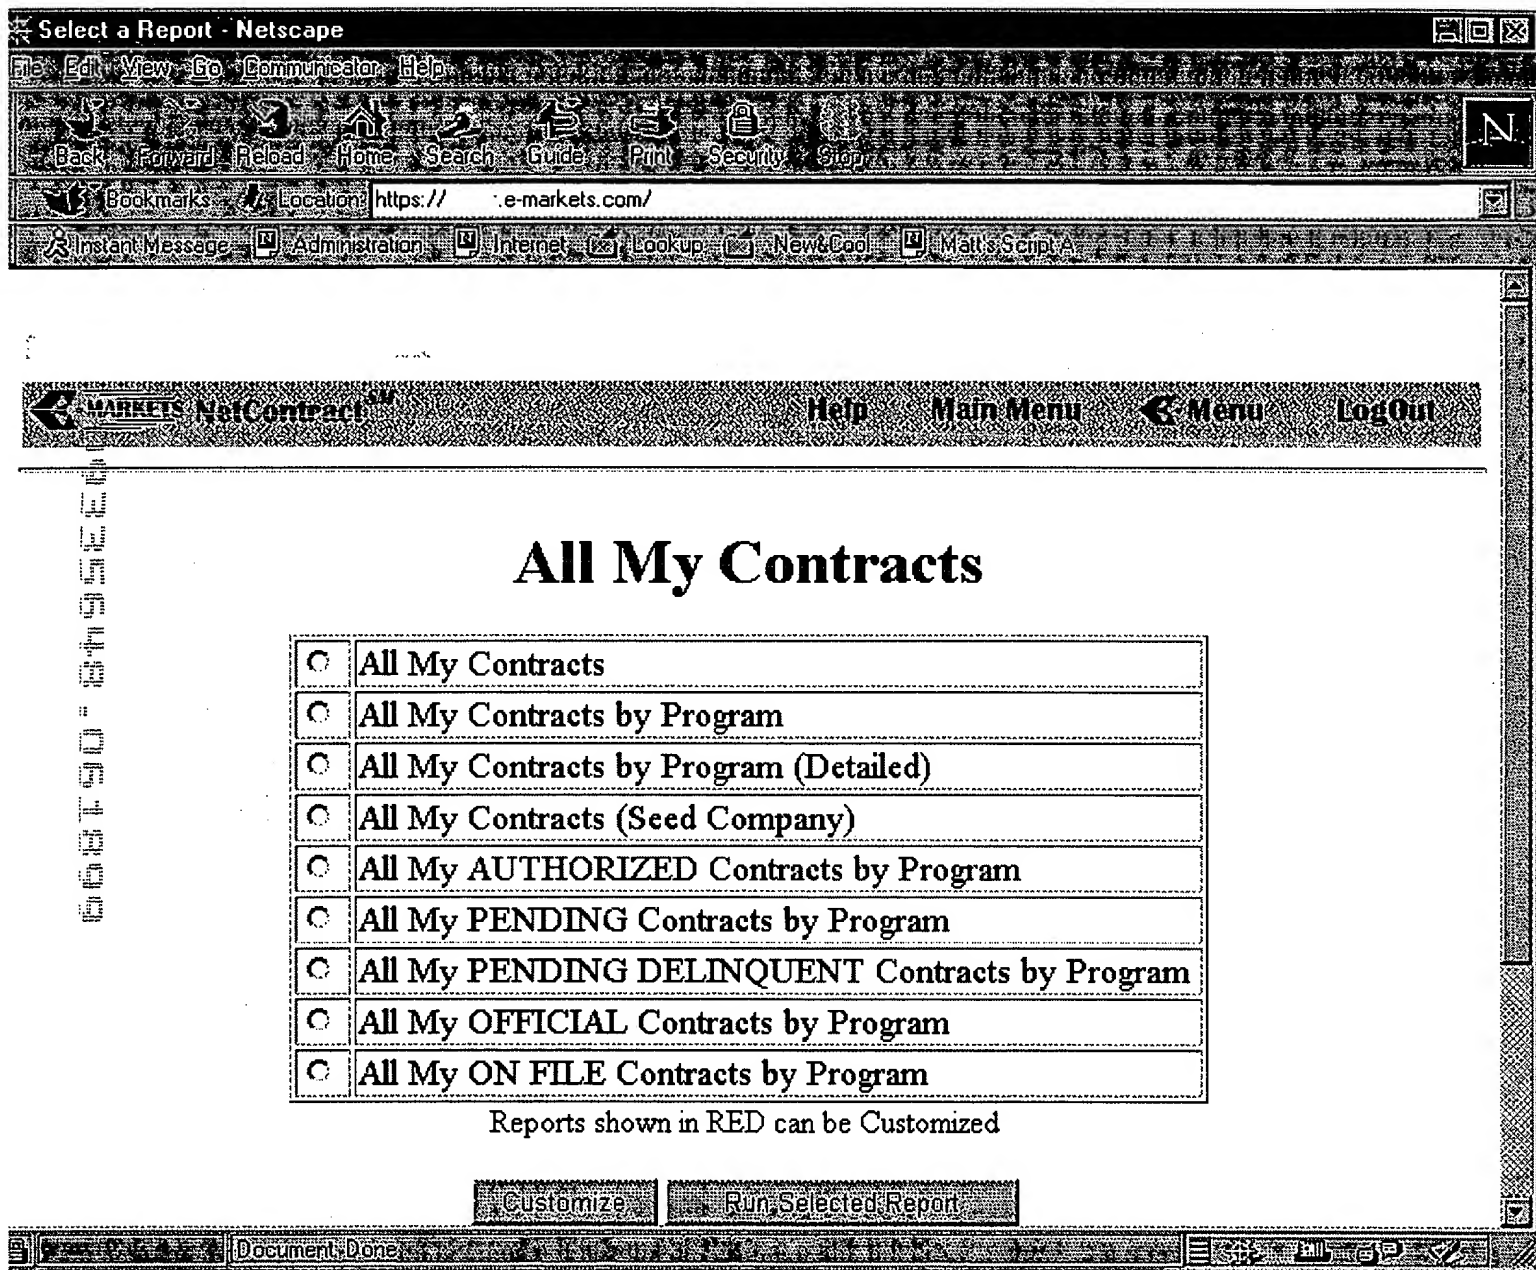 Select a Report - Netscape
File Edit View Go Communicator Help
Back Forward Reload Home Search Guide Print Security Stop
N
Bookmarks Location: https:// .e-markets.com/
Instant Message Administration Internet Lookup New&Cool Matt's Script A
MARKETS NetContract SM Help Main Menu Menu LogOut
09335648.061899
All My Contracts
All My Contracts
All My Contracts by Program
All My Contracts by Program (Detailed)
All My Contracts (Seed Company)
All My AUTHORIZED Contracts by Program
All My PENDING Contracts by Program
All My PENDING DELINQUENT Contracts by Program
All My OFFICIAL Contracts by Program
All My ON FILE Contracts by Program
Reports shown in RED can be Customized
Customize Run Selected Report
Document: Done